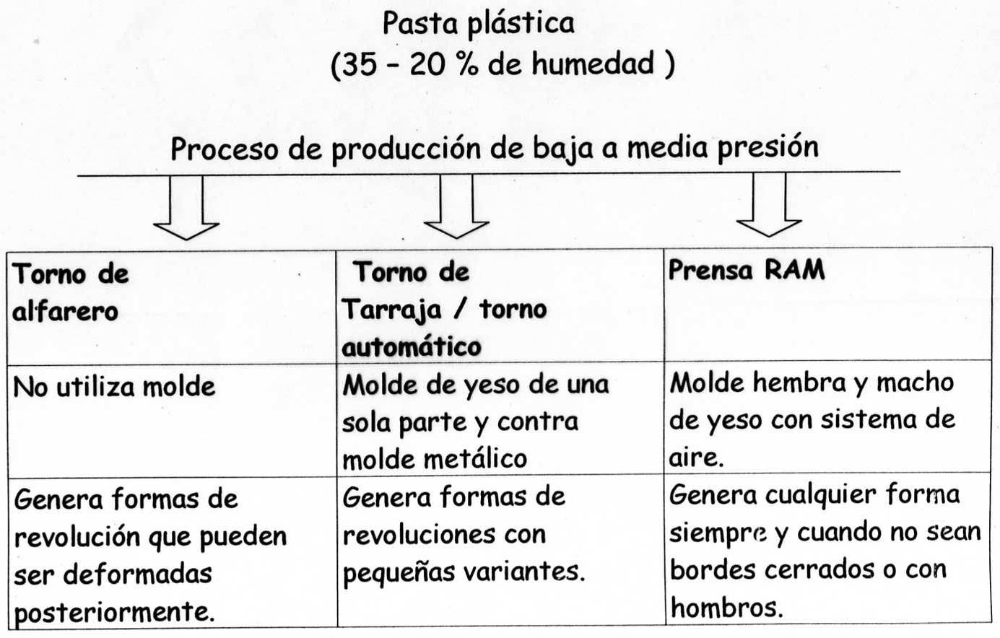 Pasta plástica
(35 - 20 % de humedad )
Proceso de producción de baja a media presión
Torno de
alfarero
Torno de
Tarraja / torno
automático
Prensa RAM
No utiliza molde
Molde de yeso de una
sola parte y contra
molde metálico
Molde hembra y macho
de yeso con sistema de
aire.
Genera formas de
revolución que pueden
ser deformadas
posteriormente.
Genera formas de
revoluciones con
pequeñas variantes.
Genera cualquier forma
siempre y cuando no sean
bordes cerrados o con
hombros.